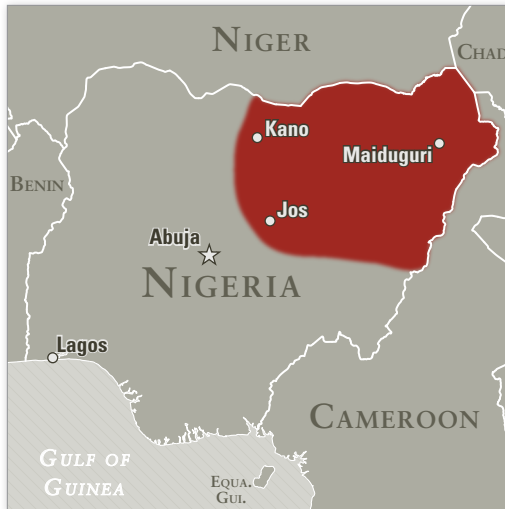 NIGER
CHAD
Kano
Maiduguri
BENIN
Jos
Abuja
NIGERIA
Lagos
CAMEROON
GULF OF
GUINEA
EQUA.
GUI.